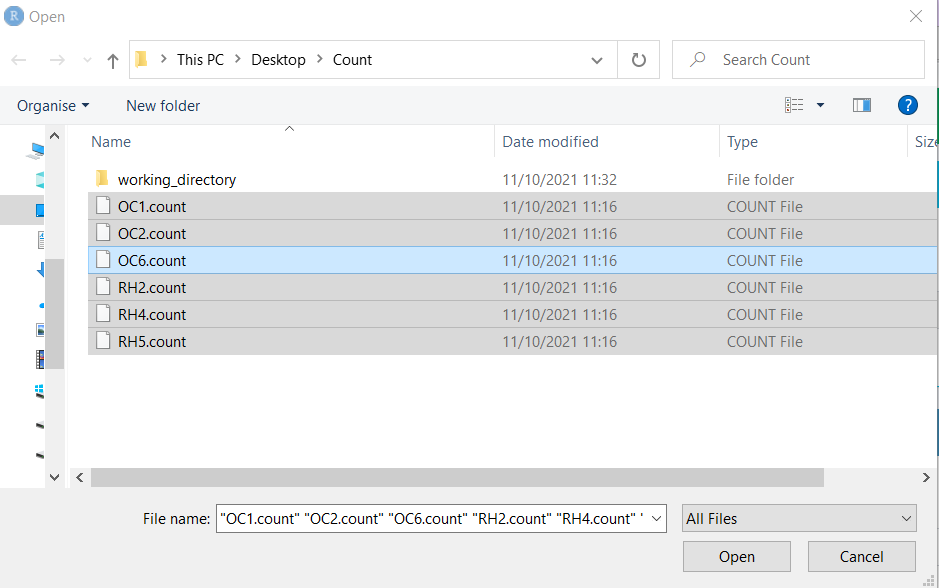 R Open
This PC > Desktop > Count
Search Count
Organise New folder ?
Name Date modified Type Size
working_directory 11/10/2021 11:32 File folder
OC1.count 11/10/2021 11:16 COUNT File
OC2.count 11/10/2021 11:16 COUNT File
OC6.count 11/10/2021 11:16 COUNT File
RH2.count 11/10/2021 11:16 COUNT File
RH4.count 11/10/2021 11:16 COUNT File
RH5.count 11/10/2021 11:16 COUNT File
File name: "OC1.count" "OC2.count" "OC6.count" "RH2.count" "RH4.count" " All Files
Open Cancel